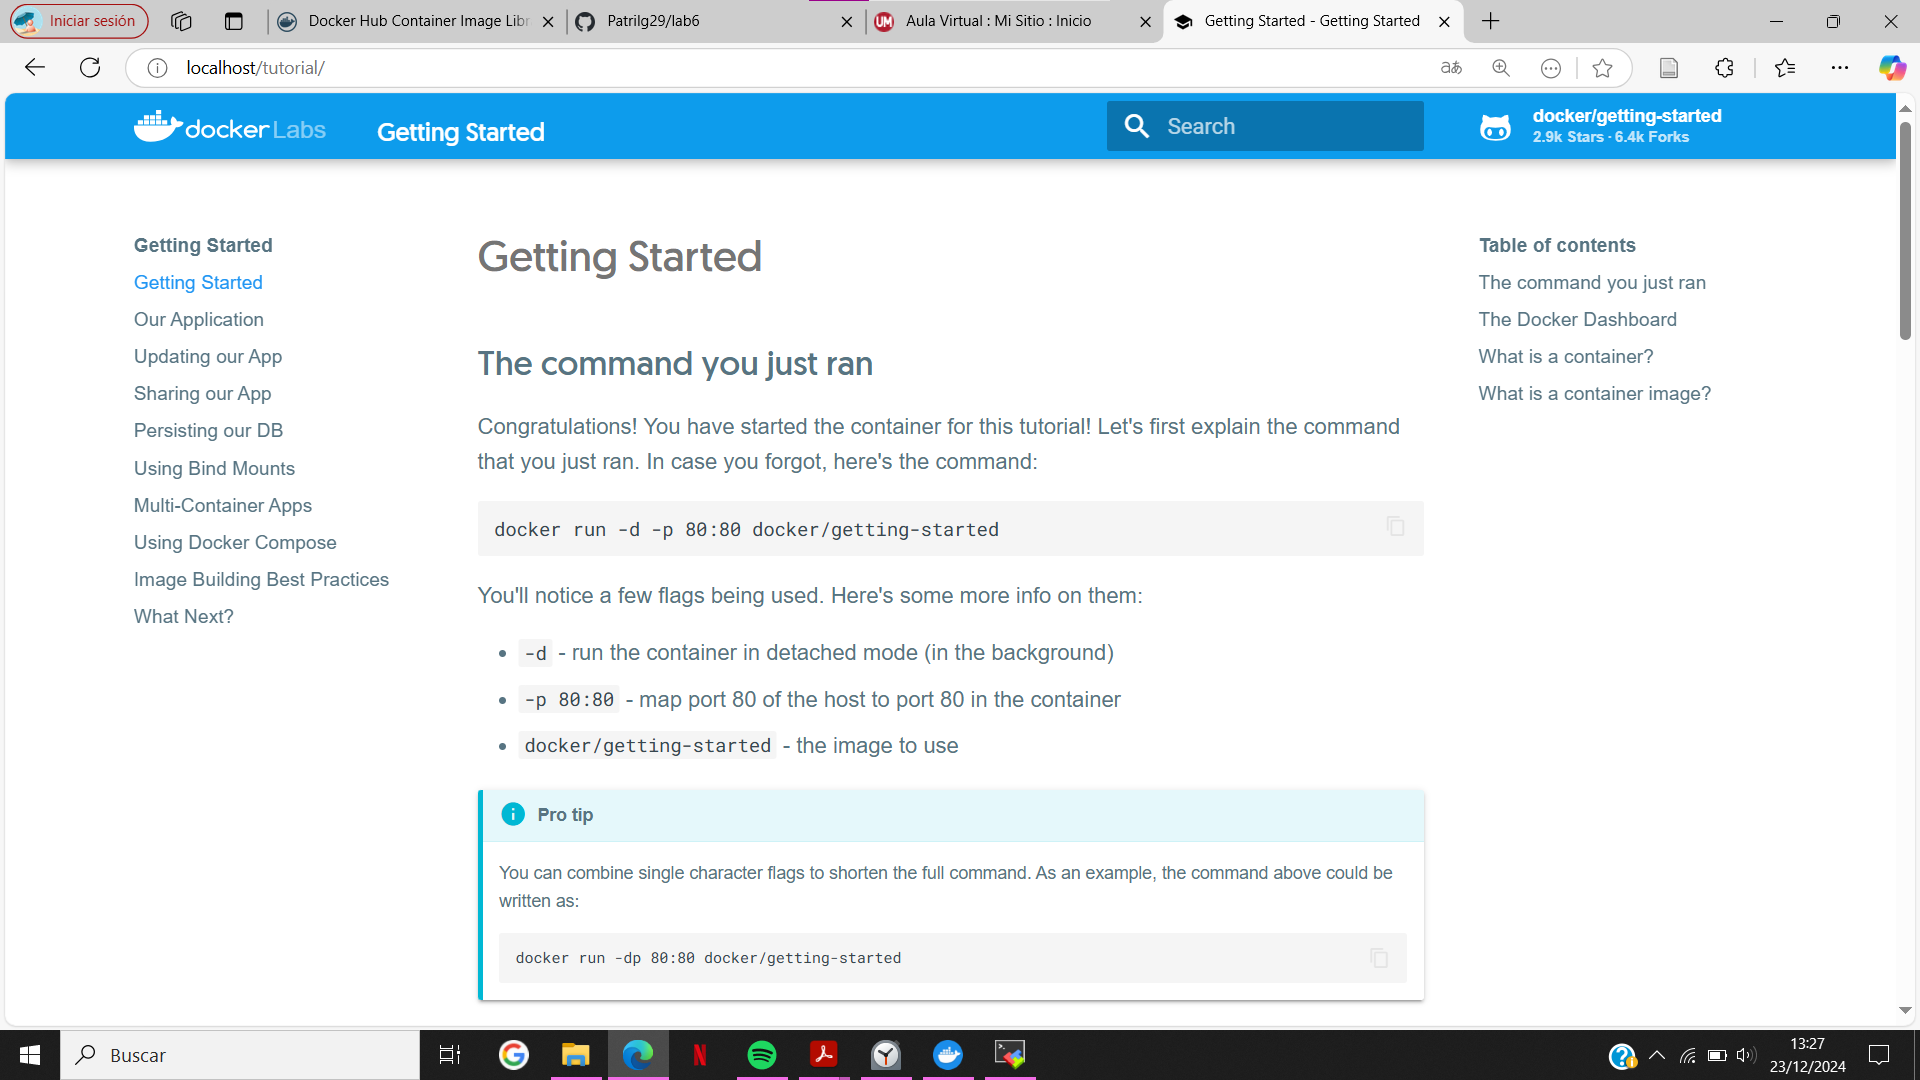 Iniciar sesión
Docker Hub Container Image Libr
Patrilg29/lab6
UM Aula Virtual : Mi Sitio : Inicio
Getting Started - Getting Started
localhost/tutorial/
aあ
docker Labs
Getting Started
Search
docker/getting-started
2.9k Stars · 6.4k Forks
Getting Started
Getting Started
Our Application
Updating our App
Sharing our App
Persisting our DB
Using Bind Mounts
Multi-Container Apps
Using Docker Compose
Image Building Best Practices
What Next?
Getting Started
The command you just ran
Congratulations! You have started the container for this tutorial! Let's first explain the command
that you just ran. In case you forgot, here's the command:
docker run -d -p 80:80 docker/getting-started
You'll notice a few flags being used. Here's some more info on them:
-d - run the container in detached mode (in the background)
-p 80:80 - map port 80 of the host to port 80 in the container
docker/getting-started - the image to use
Pro tip
You can combine single character flags to shorten the full command. As an example, the command above could be
written as:
docker run -dp 80:80 docker/getting-started
Table of contents
The command you just ran
The Docker Dashboard
What is a container?
What is a container image?
Buscar
13:27
23/12/2024